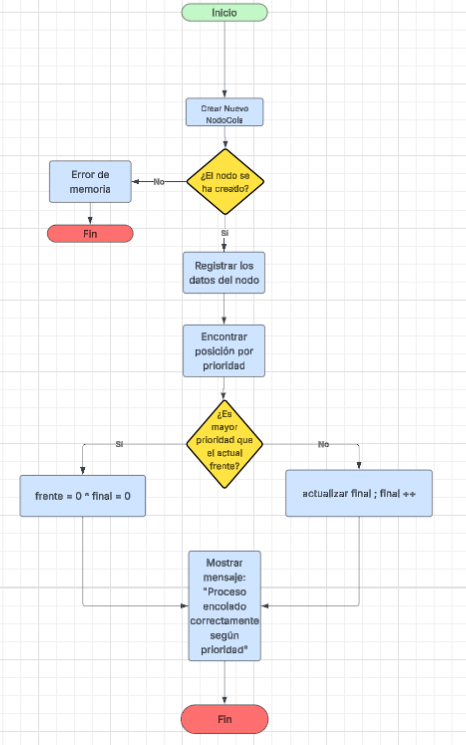 Inicio
Crear Nuevo
NodoCola
¿El nodo se
ha creado?
No
Error de
memoria
Fin
Si
Registrar los
datos del nodo
Encontrar
posición por
prioridad
¿Es
mayor
prioridad que
el actual
frente?
Si
No
frente = 0 ^ final = 0
actualizar final ; final ++
Mostrar
mensaje:
"Proceso
encolado
correctamente
según
prioridad"
Fin